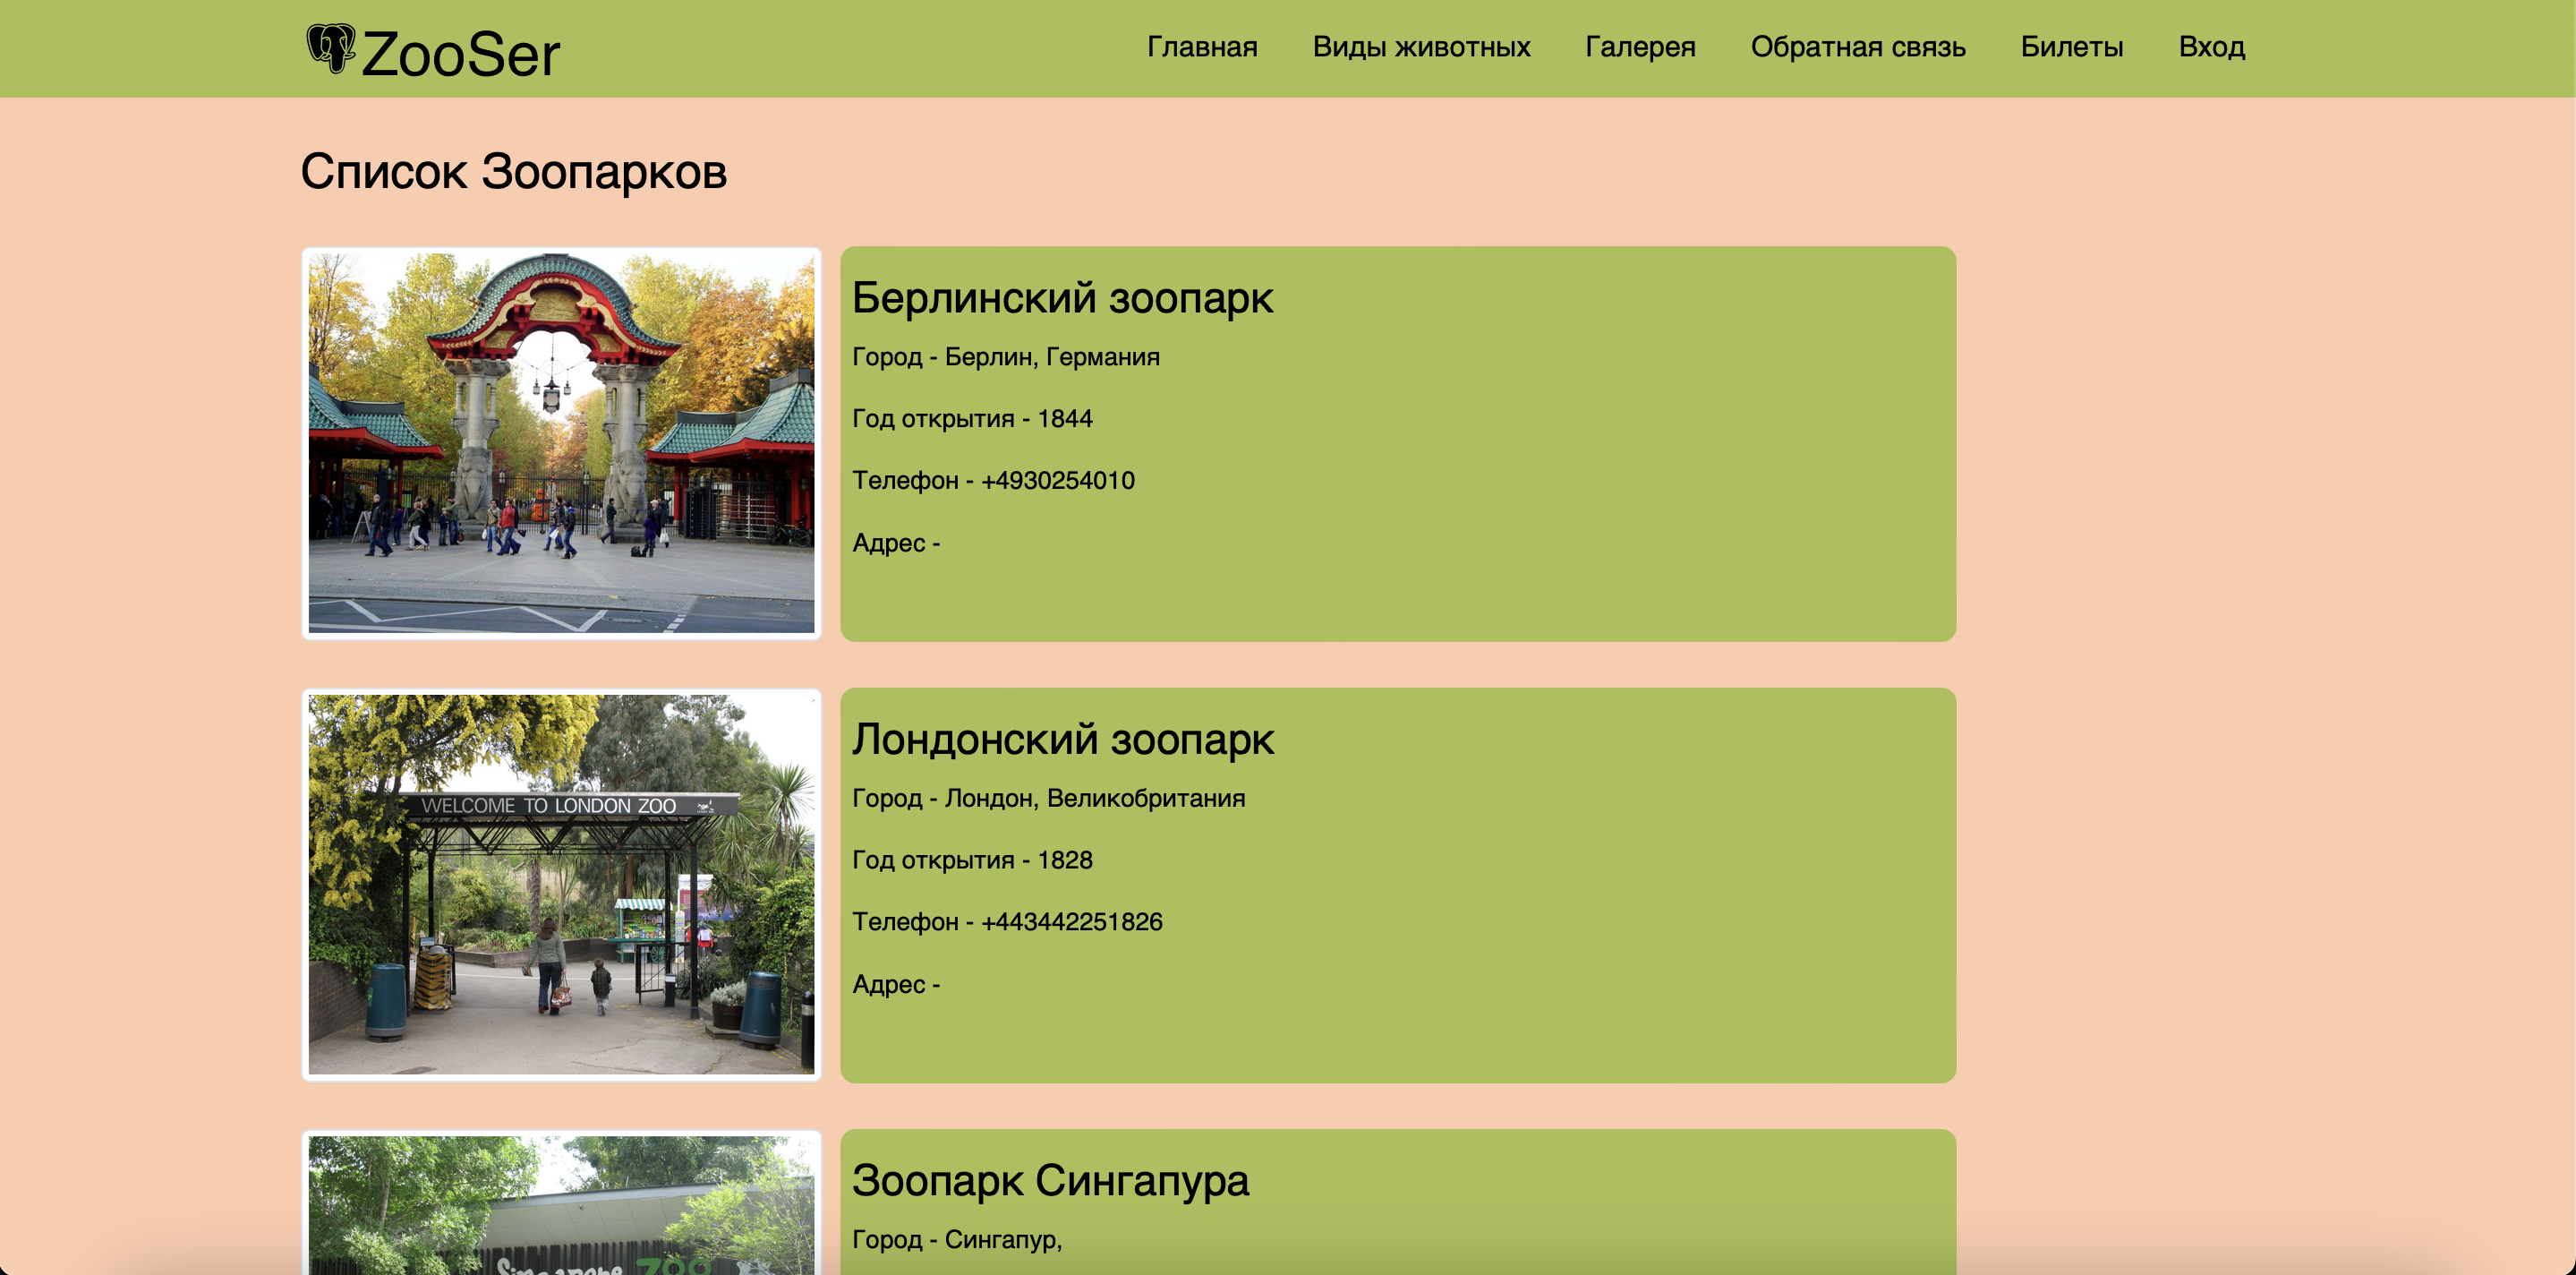 ZooSer
Главная Виды животных Галерея Обратная связь Билеты Вход
Список Зоопарков
Берлинский зоопарк
Город - Берлин, Германия
Год открытия - 1844
Телефон - +4930254010
Адрес -
WELCOME TO LONDON ZOO
Лондонский зоопарк
Город - Лондон, Великобритания
Год открытия - 1828
Телефон - +443442251826
Адрес -
Singapore ZOO
Зоопарк Сингапура
Город - Сингапур,